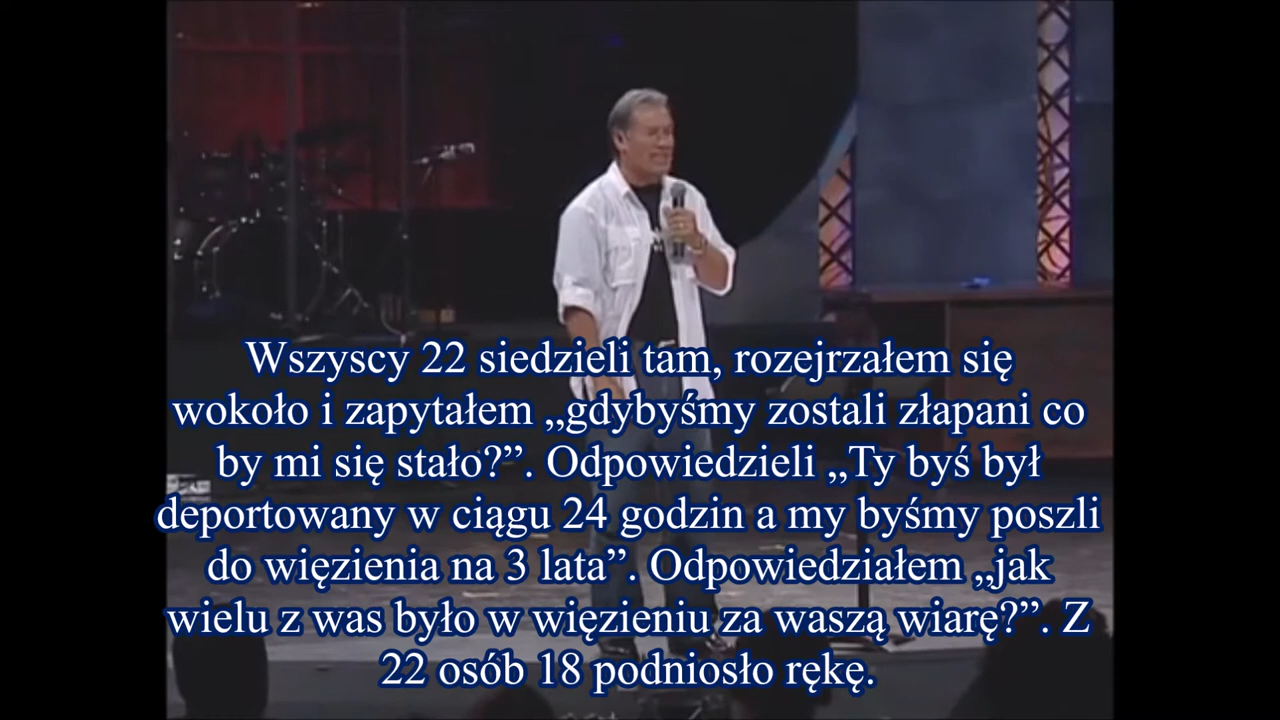 Wszyscy 22 siedzieli tam, rozejrzałem się
wokoło i zapytałem „gdybyśmy zostali złapani co
by mi się stało?”. Odpowiedzieli „Ty byś był
deportowany w ciągu 24 godzin a my byśmy poszli
do więzienia na 3 lata”. Odpowiedziałem „jak
wielu z was było w więzieniu za waszą wiarę?”. Z
22 osób 18 podniosło rękę.